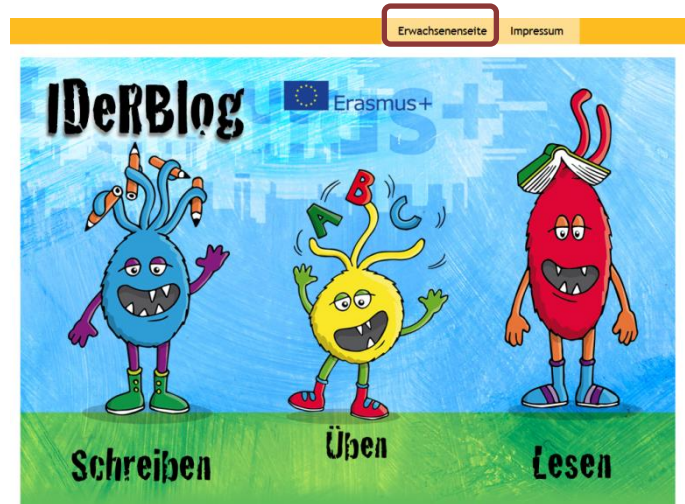 Erwachsenenseite Impressum
IDeRBlog
Erasmus+
A B C
Schreiben Üben Lesen